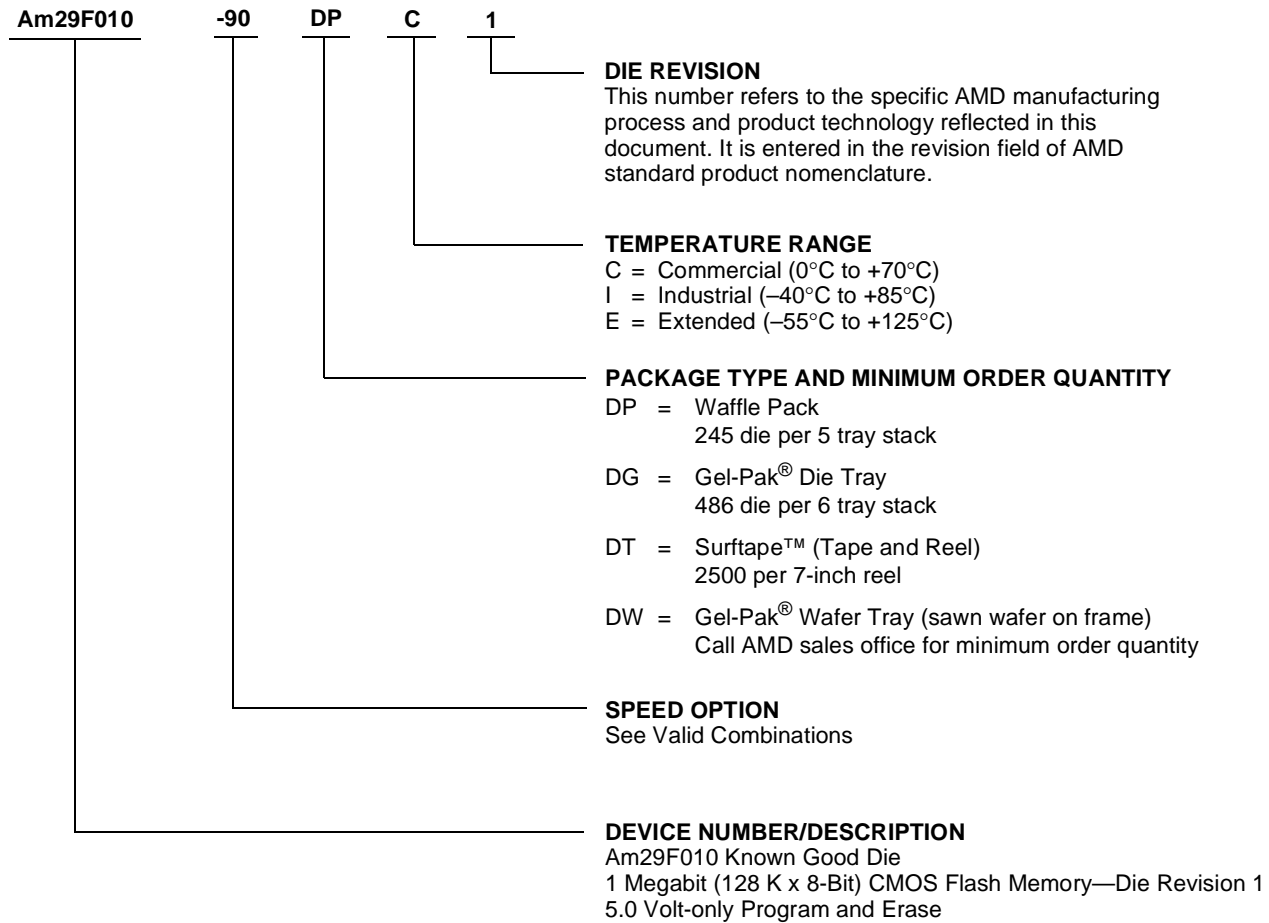 Am29F010 -90 DP C 1
DIE REVISION
This number refers to the specific AMD manufacturing
process and product technology reflected in this
document. It is entered in the revision field of AMD
standard product nomenclature.
TEMPERATURE RANGE
C = Commercial (0°C to +70°C)
I = Industrial (–40°C to +85°C)
E = Extended (–55°C to +125°C)
PACKAGE TYPE AND MINIMUM ORDER QUANTITY
DP = Waffle Pack
245 die per 5 tray stack
DG = Gel-Pak® Die Tray
486 die per 6 tray stack
DT = Surftape™ (Tape and Reel)
2500 per 7-inch reel
DW = Gel-Pak® Wafer Tray (sawn wafer on frame)
Call AMD sales office for minimum order quantity
SPEED OPTION
See Valid Combinations
DEVICE NUMBER/DESCRIPTION
Am29F010 Known Good Die
1 Megabit (128 K x 8-Bit) CMOS Flash Memory—Die Revision 1
5.0 Volt-only Program and Erase